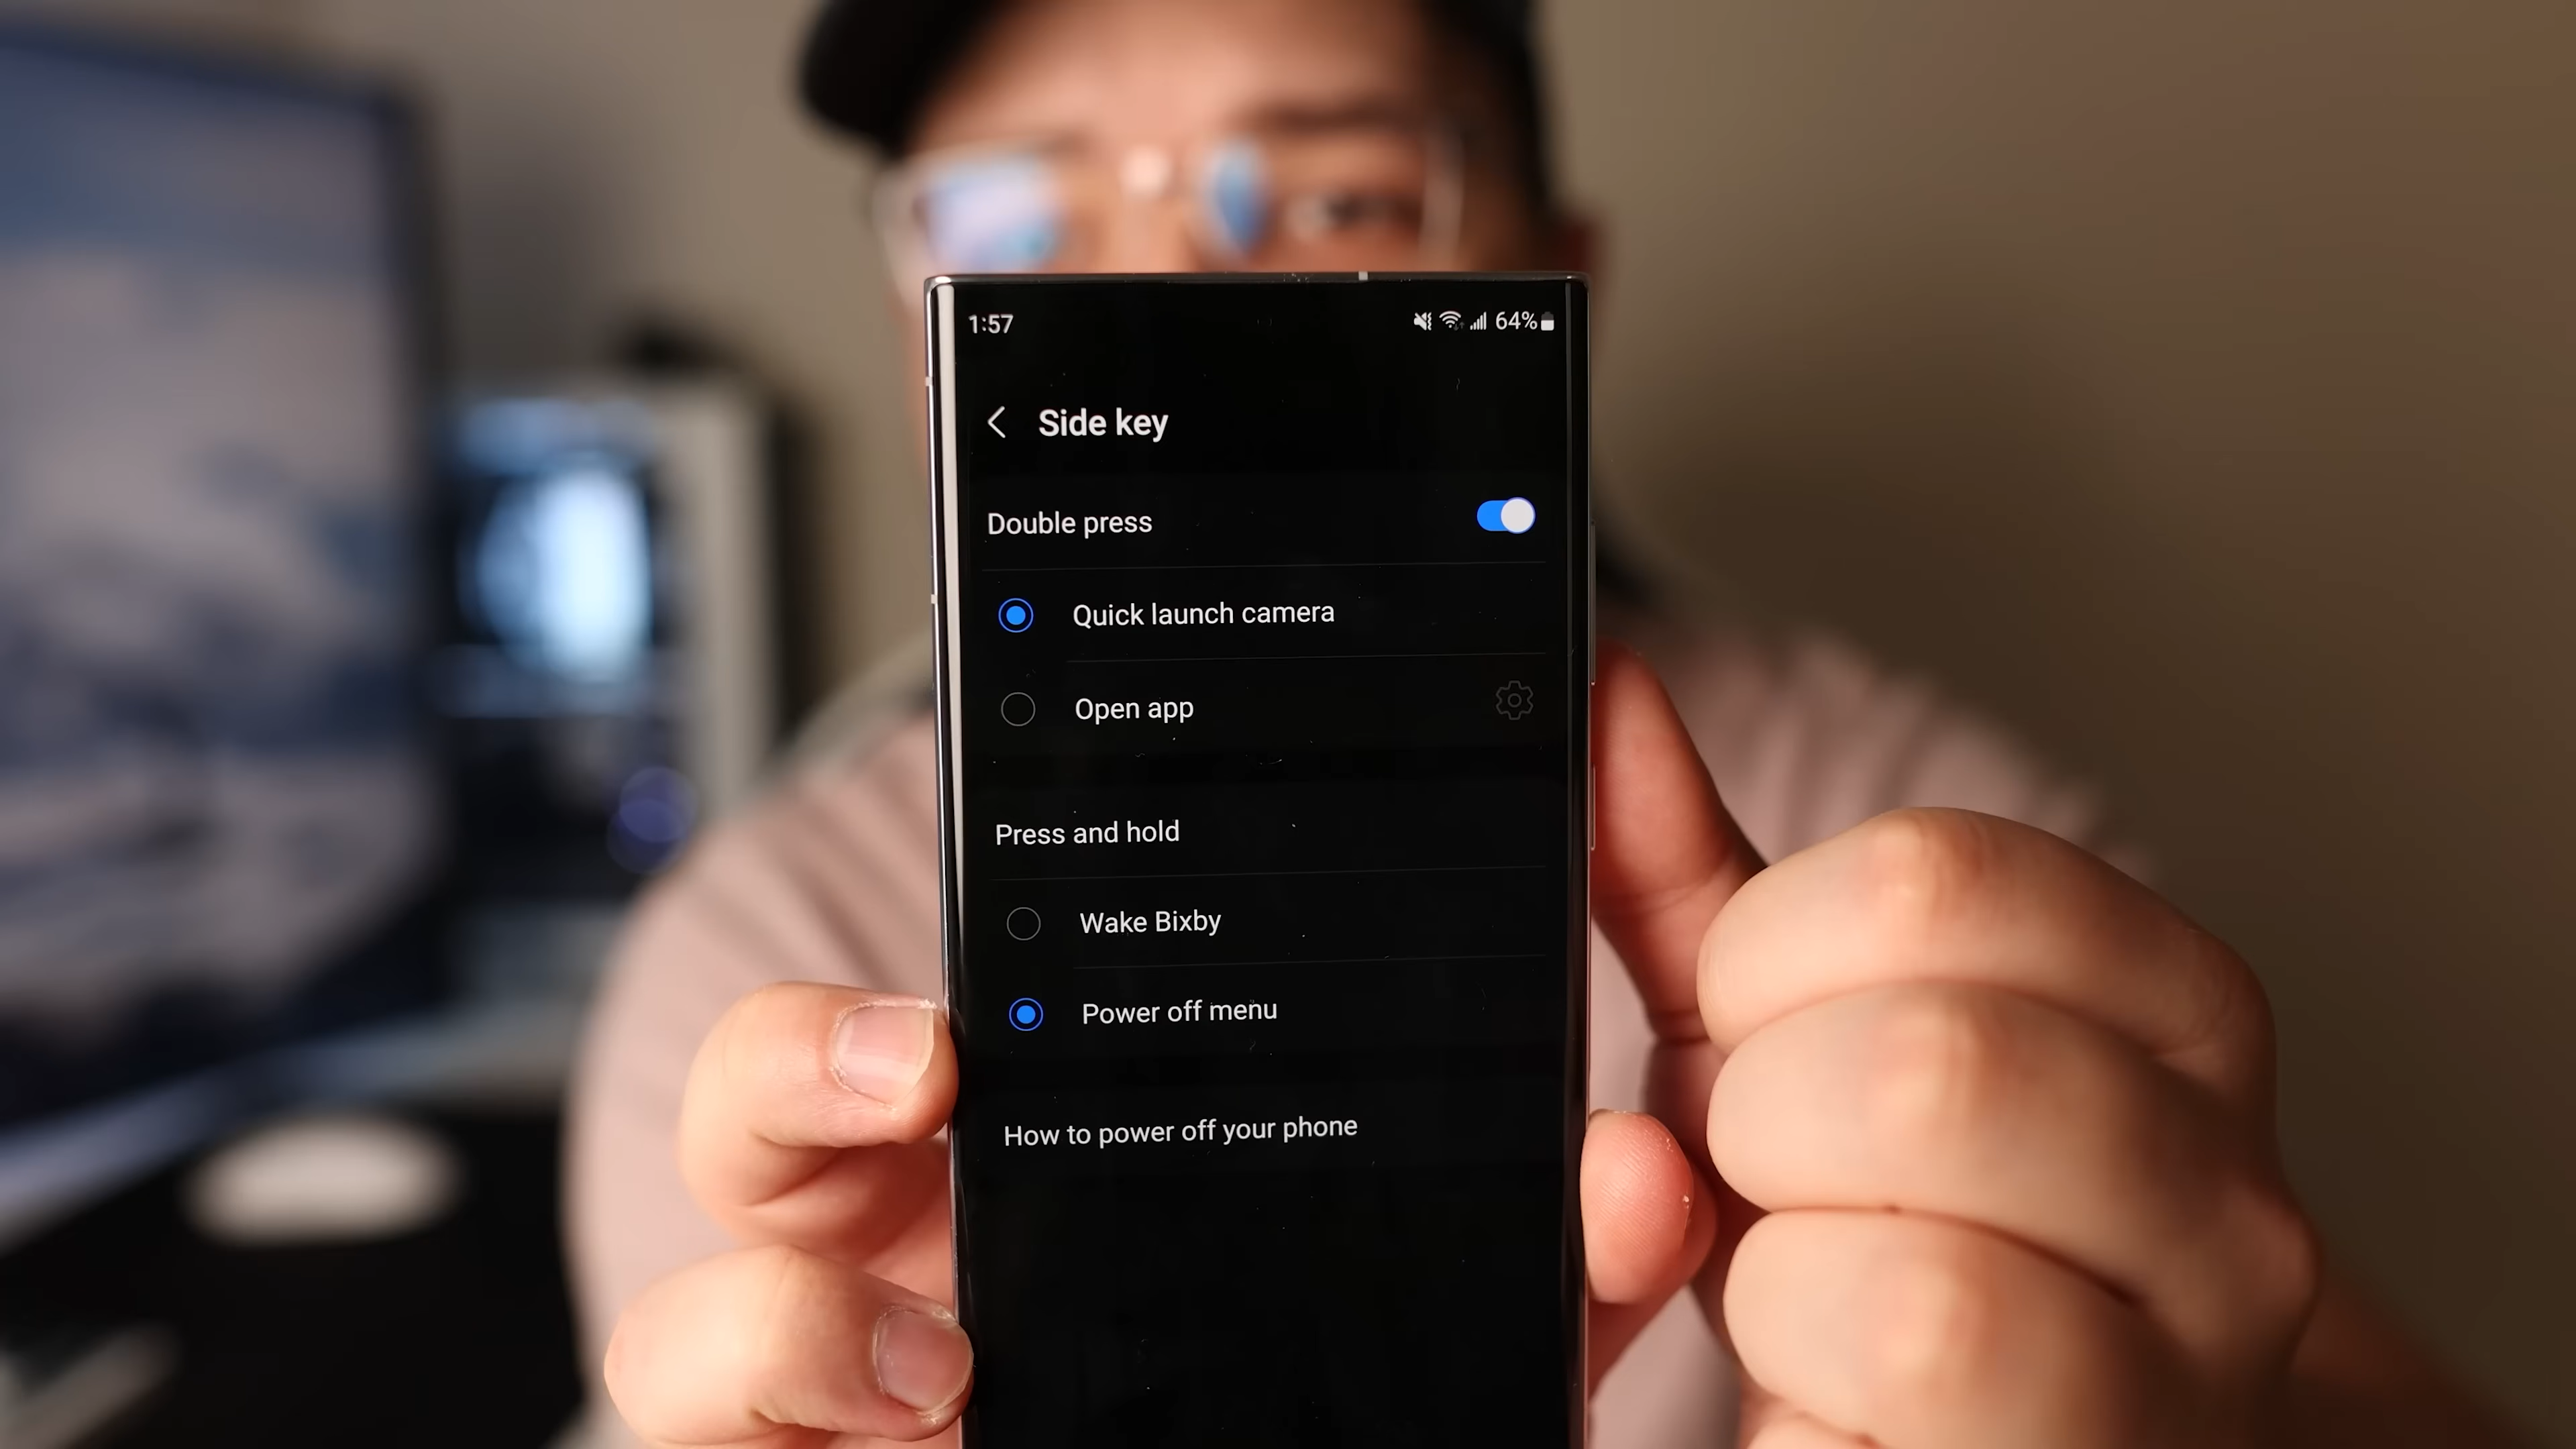 1:57 64%
Side key
Double press
Quick launch camera
Open app
Press and hold
Wake Bixby
Power off menu
How to power off your phone